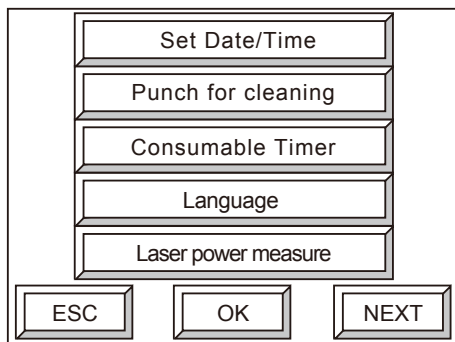 Set Date/Time
Punch for cleaning
Consumable Timer
Language
Laser power measure
ESC OK NEXT